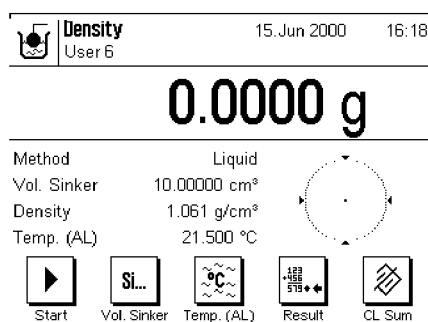 Density 15. Jun 2000 16:18
User 6
0.0000 g
Method Liquid
Vol. Sinker 10.00000 cm³
Density 1.061 g/cm³
Temp. (AL) 21.500 °C
Si... °C 123
+456
579
Start Vol. Sinker Temp. (AL) Result CL Sum